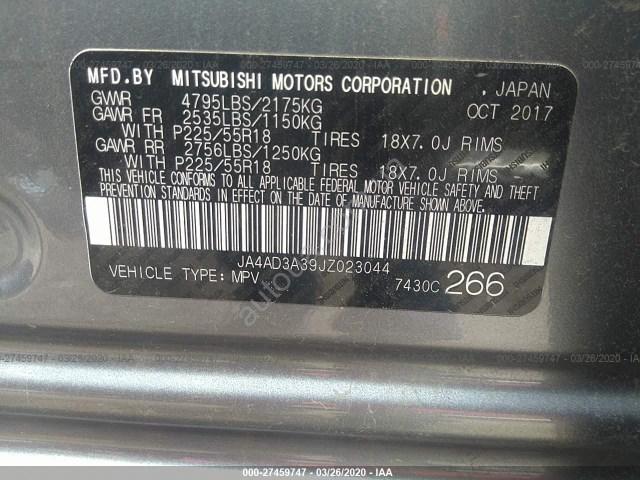 000-27459747 - 03/26/2020 - IAA
MFD.BY MITSUBISHI MOTORS CORPORATION . JAPAN
GVWR 4795LBS/2175KG OCT 2017
GAWR FR 2535LBS/1150KG
WITH P225/55R18 TIRES 18X7.0J RIMS
GAWR RR 2756LBS/1250KG
WITH P225/55R18 TIRES 18X7.0J RIMS
THIS VEHICLE CONFORMS TO ALL APPLICABLE FEDERAL MOTOR VEHICLE SAFETY AND THEFT
PREVENTION STANDARDS IN EFFECT ON THE DATE OF MANUFACTURE SHOWN ABOVE.
JA4AD3A39JZ023044
VEHICLE TYPE: MPV 7430C 266
000-27459747 - 03/26/2020 - IAA